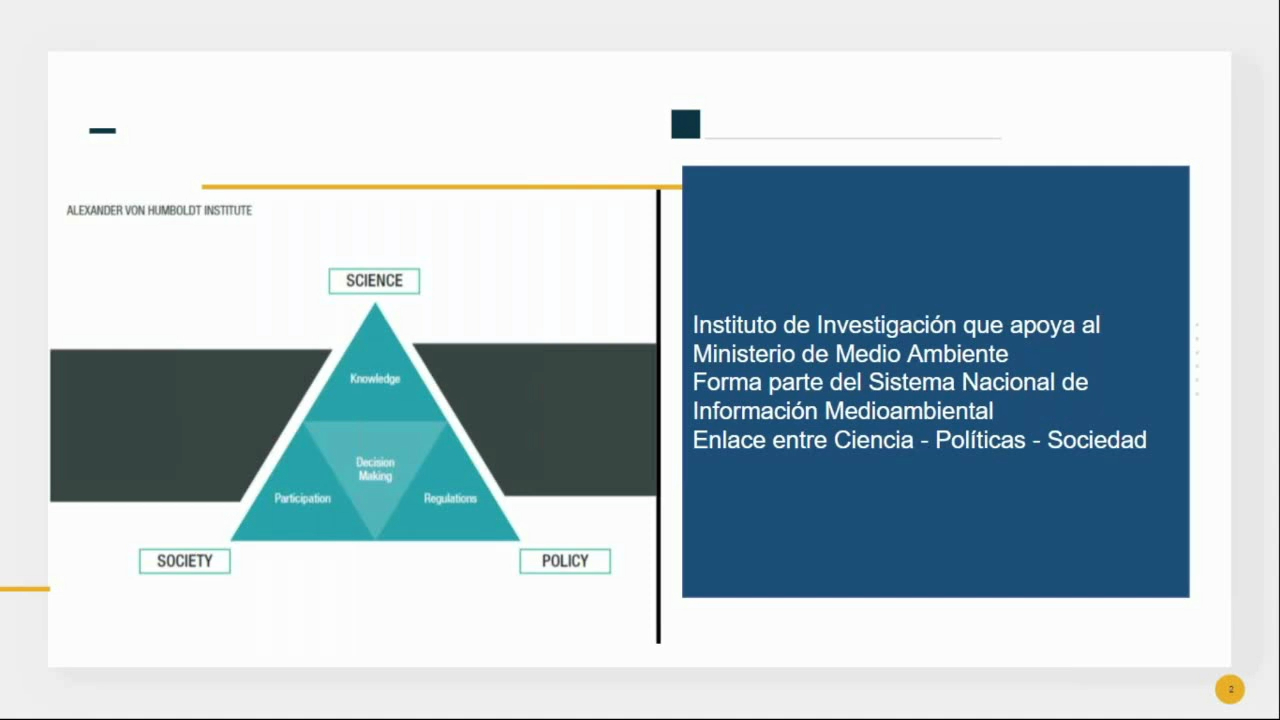 ALEXANDER VON HUMBOLDT INSTITUTE
SCIENCE
Knowledge
Decision
Making
Participation
Regulations
SOCIETY
POLICY
Instituto de Investigación que apoya al
Ministerio de Medio Ambiente
Forma parte del Sistema Nacional de
Información Medioambiental
Enlace entre Ciencia - Políticas - Sociedad
2